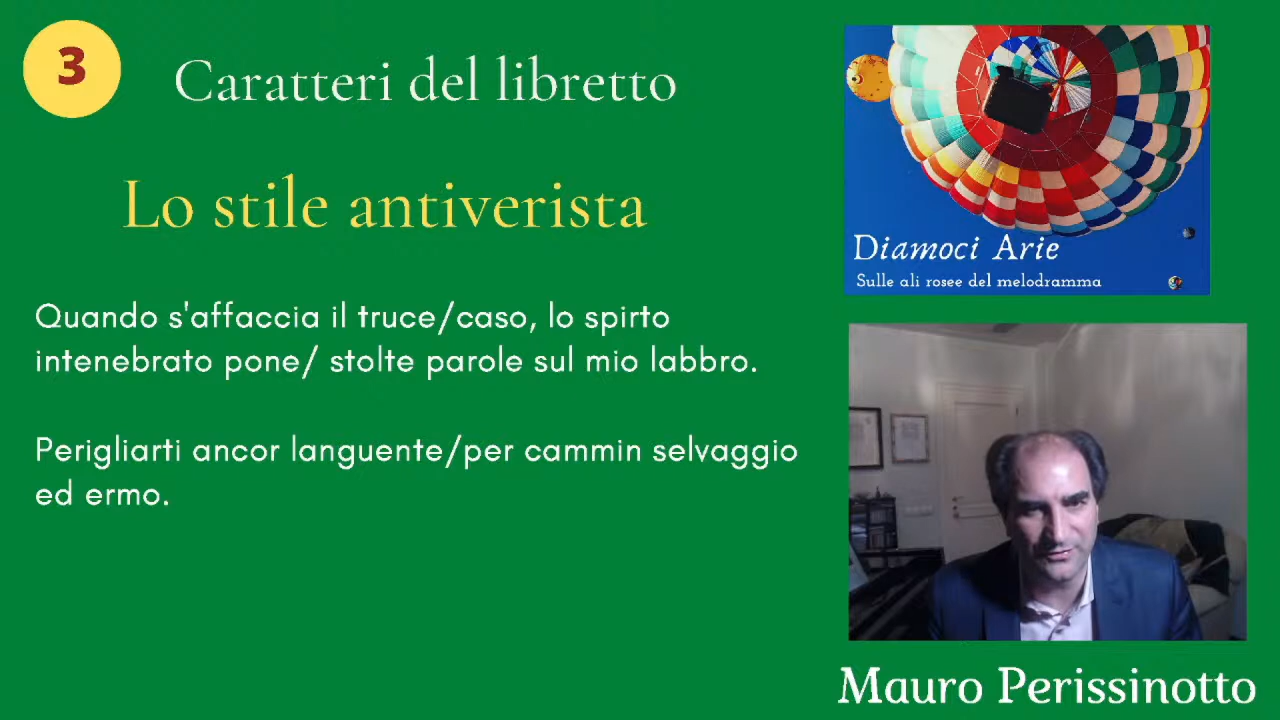 3
Caratteri del libretto
Lo stile antiverista
Quando s'affaccia il truce/caso, lo spirto
intenebrato pone/ stolte parole sul mio labbro.
Perigliarti ancor languente/per cammin selvaggio
ed ermo.
Diamoci Arie
Sulle ali rosee del melodramma
Mauro Perissinotto